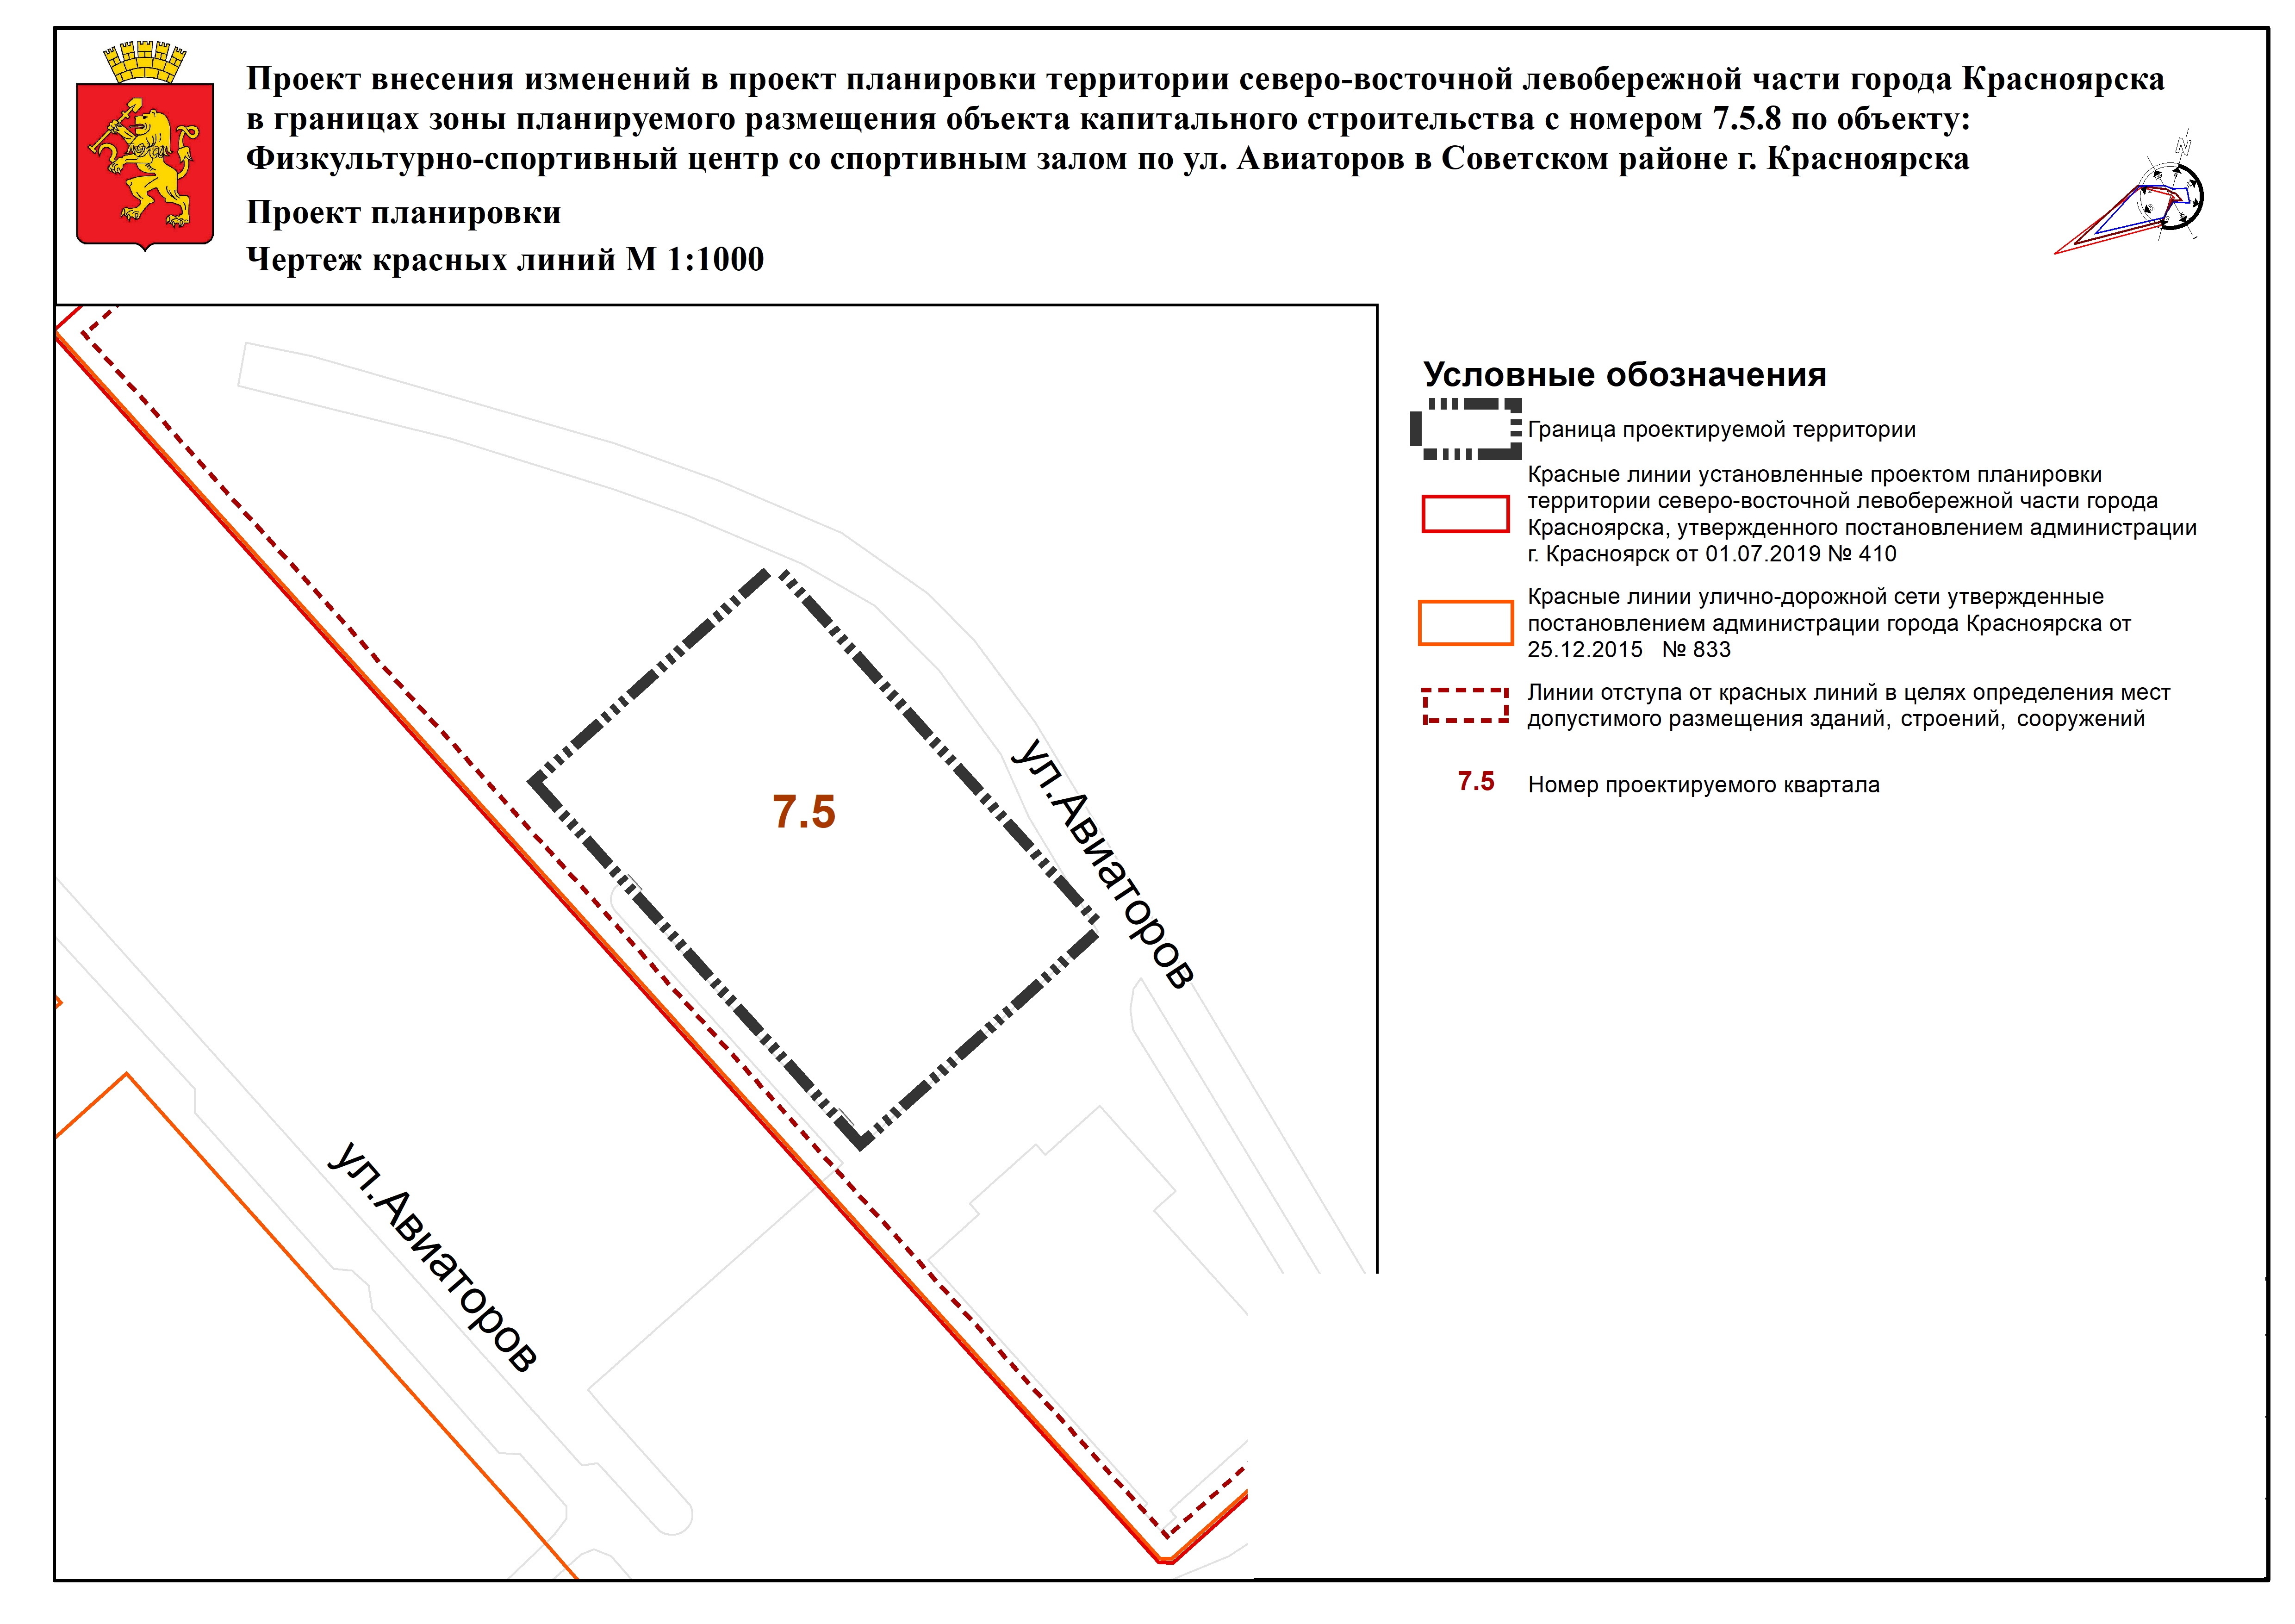 Проект внесения изменений в проект планировки территории северо-восточной левобережной части города Красноярска
в границах зоны планируемого размещения объекта капитального строительства с номером 7.5.8 по объекту:
Физкультурно-спортивный центр со спортивным залом по ул. Авиаторов в Советском районе г. Красноярска
Проект планировки
Чертеж красных линий М 1:1000
N
Условные обозначения
Граница проектируемой территории
Красные линии установленные проектом планировки
территории северо-восточной левобережной части города
Красноярска, утвержденного постановлением администрации
г. Красноярск от 01.07.2019 № 410
Красные линии улично-дорожной сети утвержденные
постановлением администрации города Красноярска от
25.12.2015 № 833
Линии отступа от красных линий в целях определения мест
допустимого размещения зданий, строений, сооружений
7.5 Номер проектируемого квартала
7.5
ул.Авиаторов
ул.Авиаторов